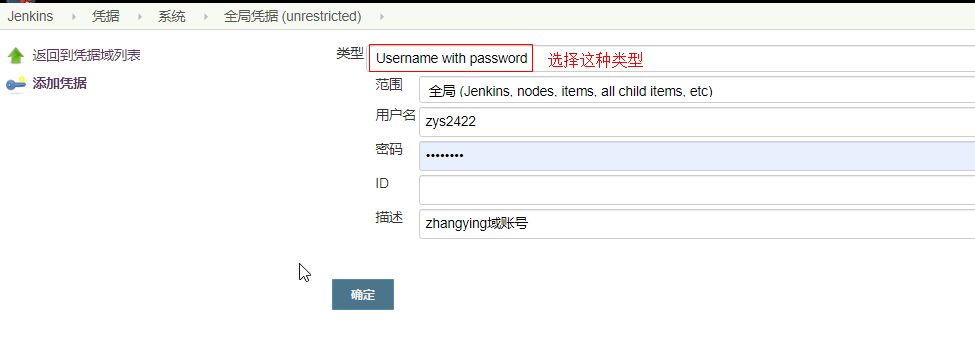 Jenkins 凭据 系统 全局凭据 (unrestricted)
返回到凭据域列表
添加凭据
类型 Username with password 选择这种类型
范围 全局 (Jenkins, nodes, items, all child items, etc)
用户名 zys2422
密码 ••••••••
ID
描述 zhangying域账号
确定